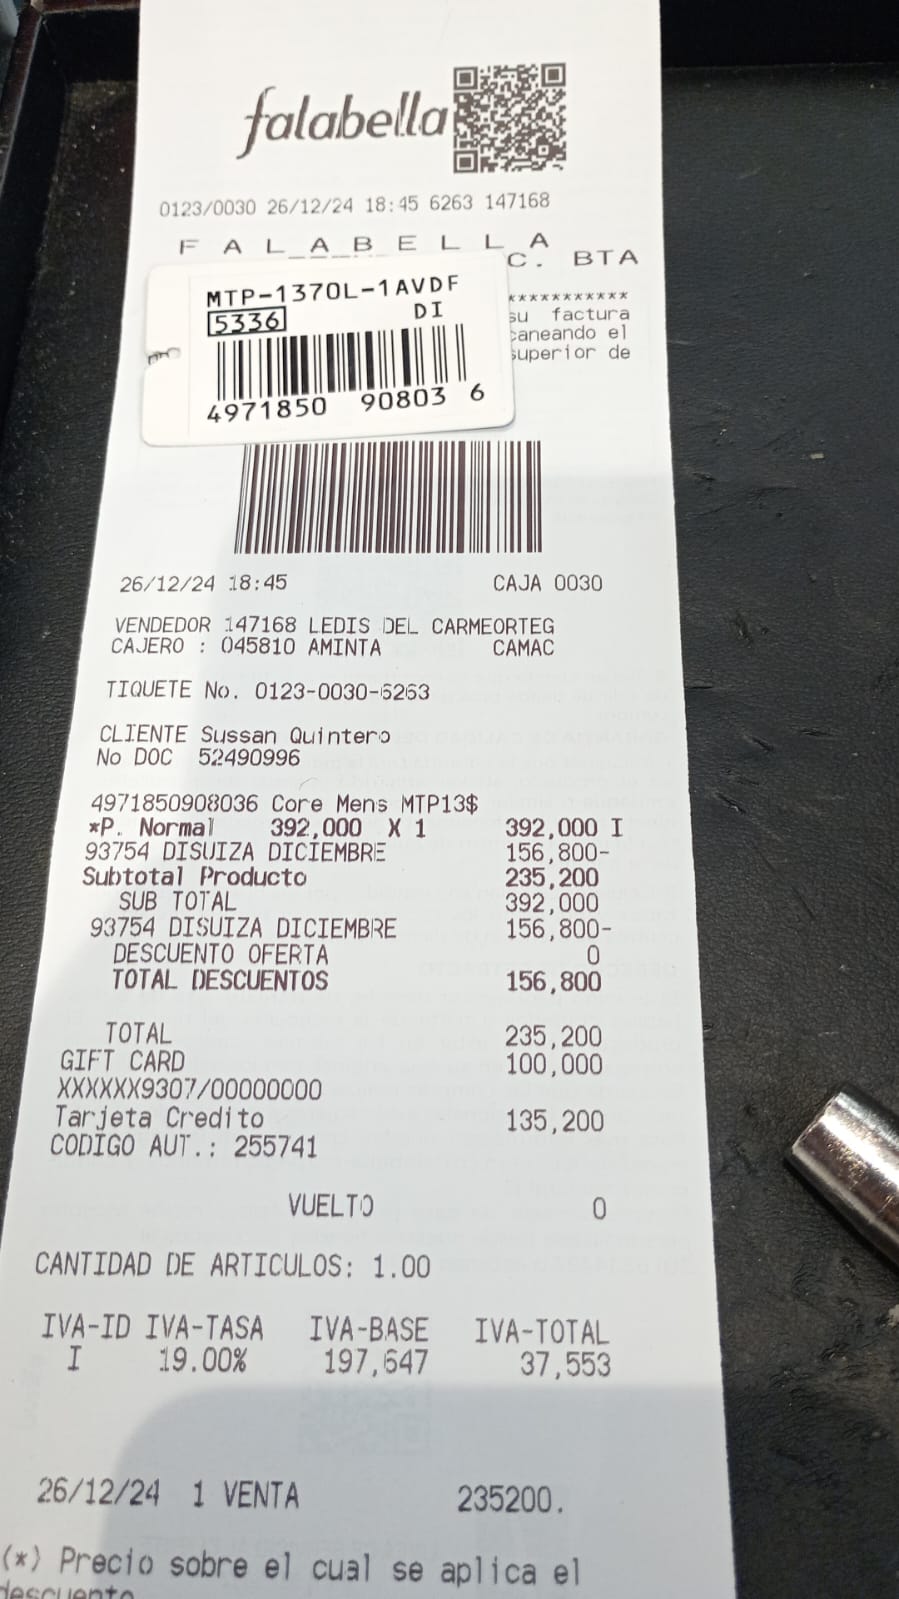 falabella
0123/0030 26/12/24 18:45 6263 147168
F A L A B E L L A
C. BTA
MTP-1370L-1AVDF
5336 DI
4971850 90803 6
***********
su factura
caneando el
superior de
26/12/24 18:45 CAJA 0030
VENDEDOR 147168 LEDIS DEL CARMEORTEG
CAJERO : 045810 AMINTA CAMAC
TIQUETE No. 0123-0030-6263
CLIENTE Sussan Quintero
No DOC 52490996
4971850908036 Core Mens MTP13$
*P. Normal 392,000 X 1 392,000 I
93754 DISUIZA DICIEMBRE 156,800-
Subtotal Producto 235,200
SUB TOTAL 392,000
93754 DISUIZA DICIEMBRE 156,800-
DESCUENTO OFERTA 0
TOTAL DESCUENTOS 156,800
TOTAL 235,200
GIFT CARD 100,000
XXXXXX9307/00000000
Tarjeta Credito 135,200
CODIGO AUT.: 255741
VUELTO 0
CANTIDAD DE ARTICULOS: 1.00
IVA-ID IVA-TASA IVA-BASE IVA-TOTAL
I 19.00% 197,647 37,553
26/12/24 1 VENTA 235200.
(*) Precio sobre el cual se aplica el
descuento